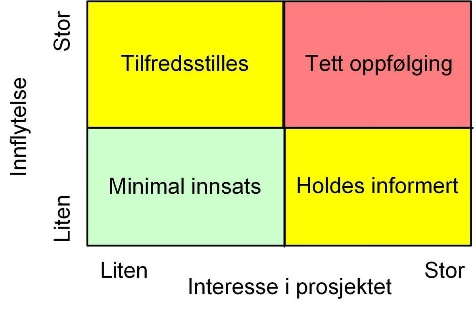 Stor
Innflytelse
Liten
Tilfredsstilles
Tett oppfølging
Minimal innsats
Holdes informert
Liten
Stor
Interesse i prosjektet